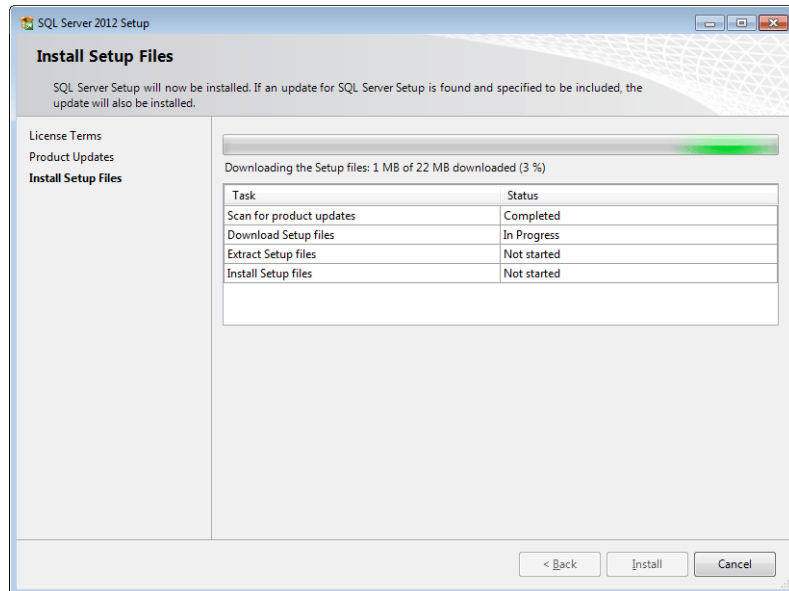 SQL Server 2012 Setup
Install Setup Files
SQL Server Setup will now be installed. If an update for SQL Server Setup is found and specified to be included, the
update will also be installed.
License Terms
Product Updates
Install Setup Files
Downloading the Setup files: 1 MB of 22 MB downloaded (3 %)
Task Status
Scan for product updates Completed
Download Setup files In Progress
Extract Setup files Not started
Install Setup files Not started
< Back Install Cancel